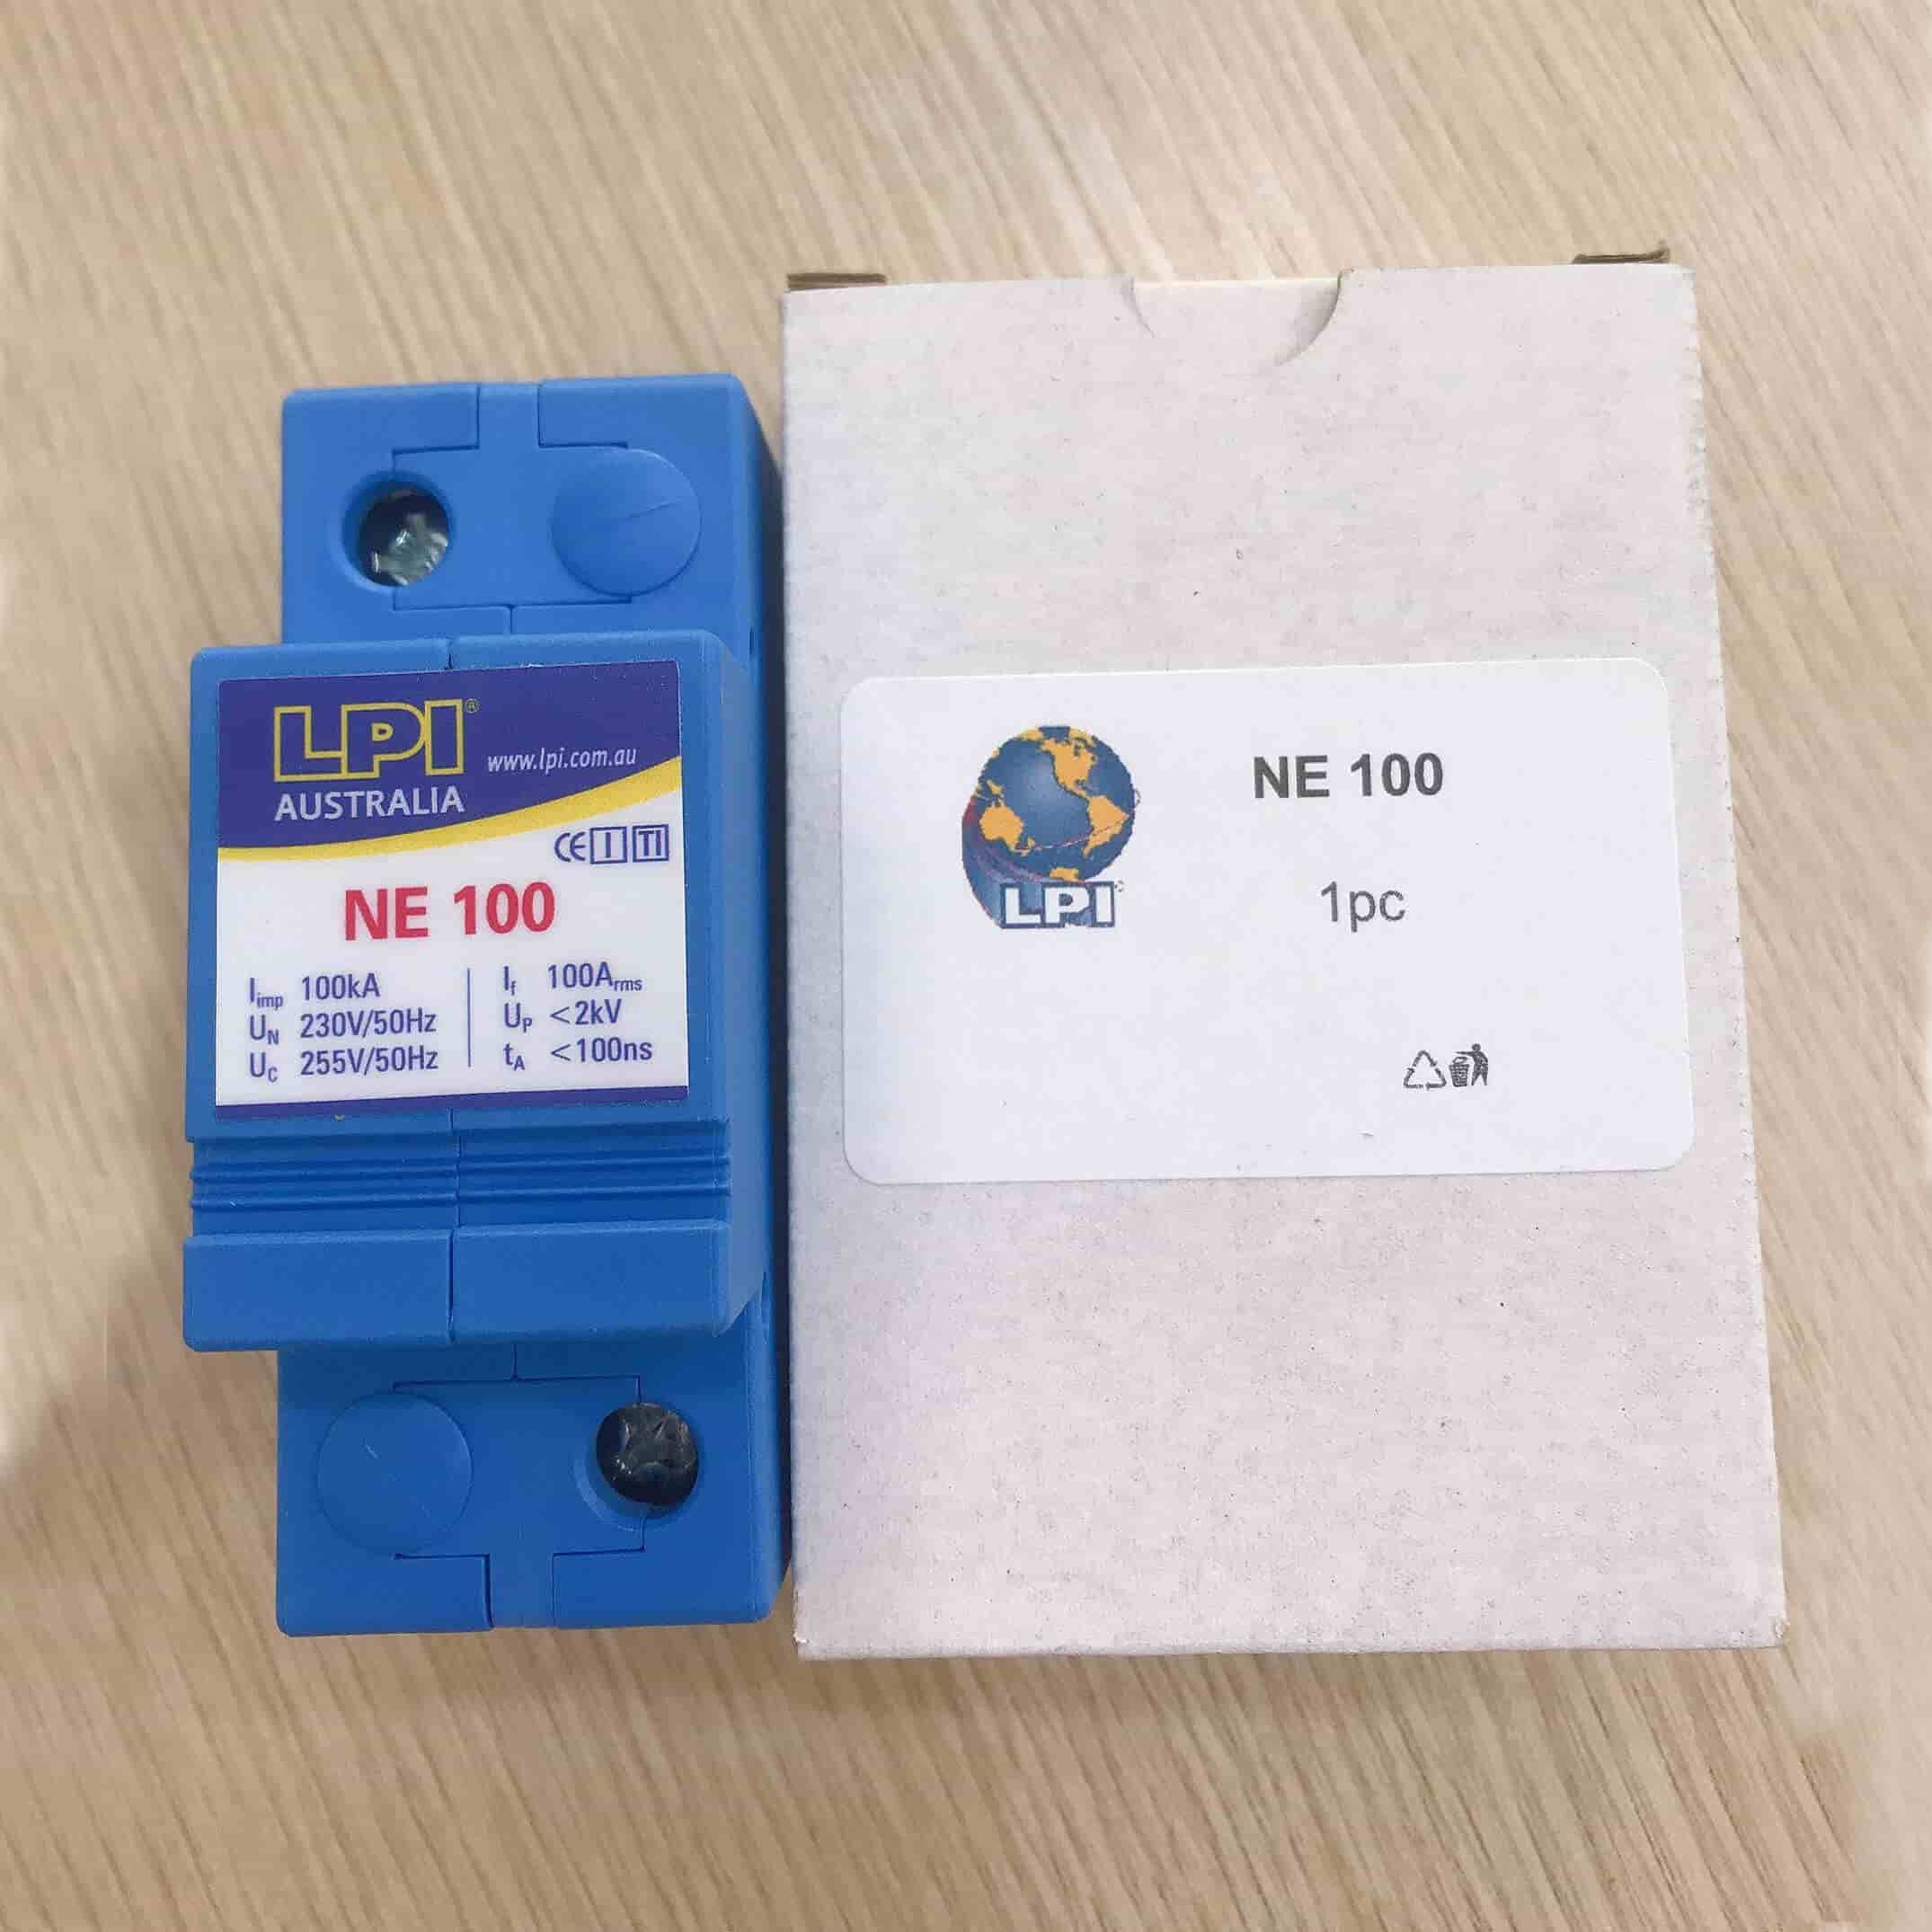 LPI®
www.lpi.com.au
AUSTRALIA
CE I T1
NE 100
Iimp 100kA
UN 230V/50Hz
UC 255V/50Hz
If 100Arms
UP <2kV
tA <100ns
LPI
NE 100
1pc